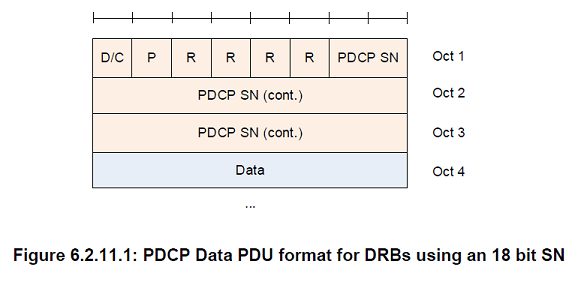 D/C P R R R R PDCP SN Oct 1
PDCP SN (cont.) Oct 2
PDCP SN (cont.) Oct 3
Data Oct 4
...
Figure 6.2.11.1: PDCP Data PDU format for DRBs using an 18 bit SN